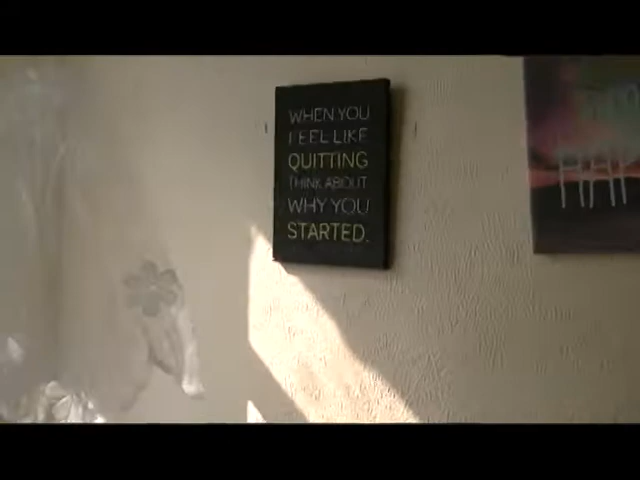 WHEN YOU
FEEL LIKE
QUITTING
THINK ABOUT
WHY YOU
STARTED.